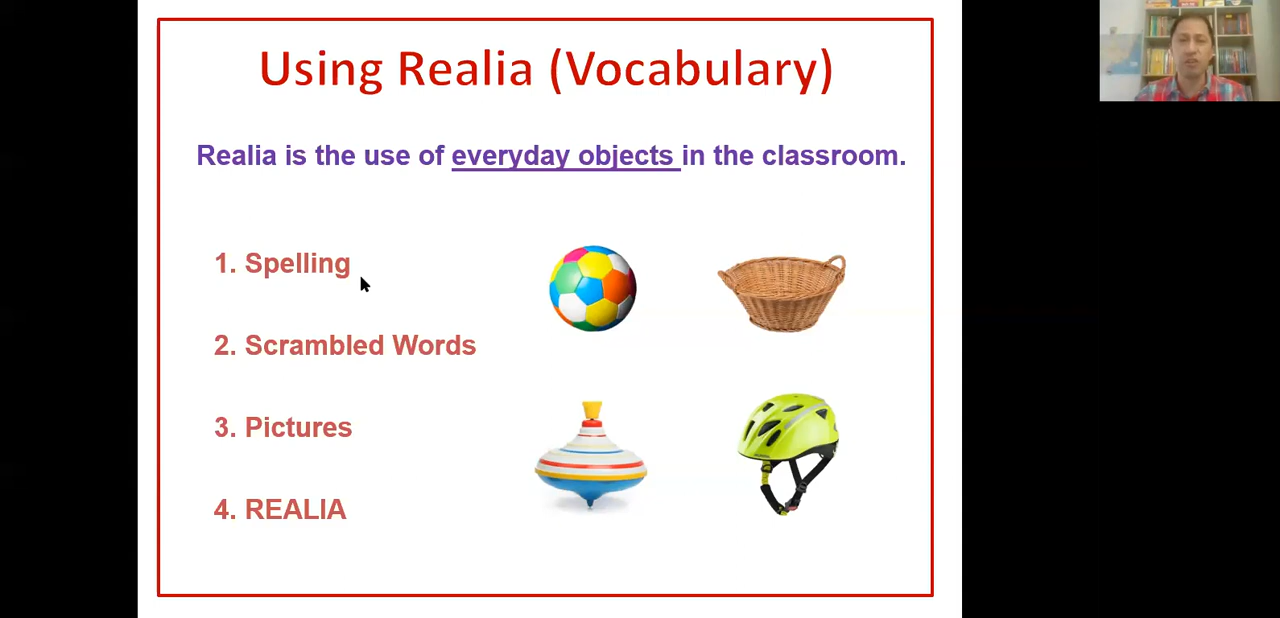 Using Realia (Vocabulary)
Realia is the use of everyday objects in the classroom.
1. Spelling
2. Scrambled Words
3. Pictures
4. REALIA